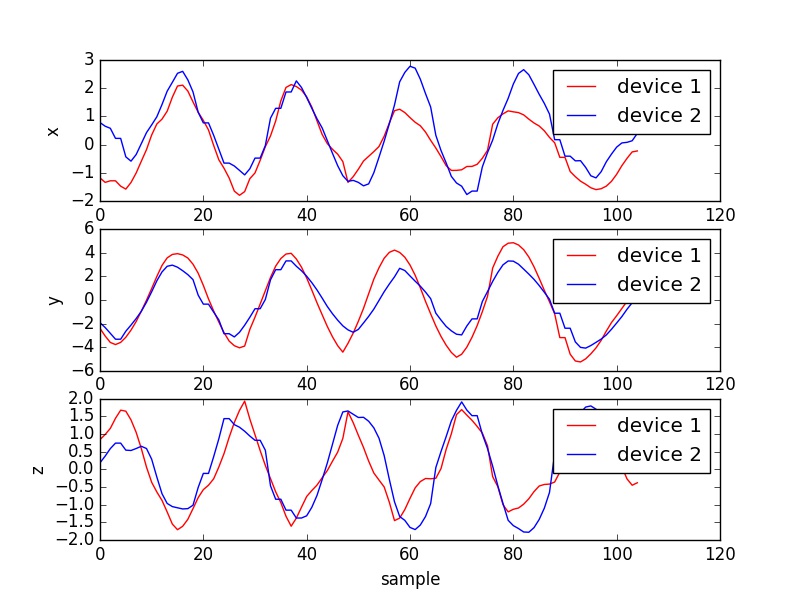 3
2
1
0
−1
−2
x
device 1
device 2
0 20 40 60 80 100 120
6
4
2
0
−2
−4
−6
y
device 1
device 2
0 20 40 60 80 100 120
2.0
1.5
1.0
0.5
0.0
−0.5
−1.0
−1.5
−2.0
z
device 1
device 2
0 20 40 60 80 100 120
sample